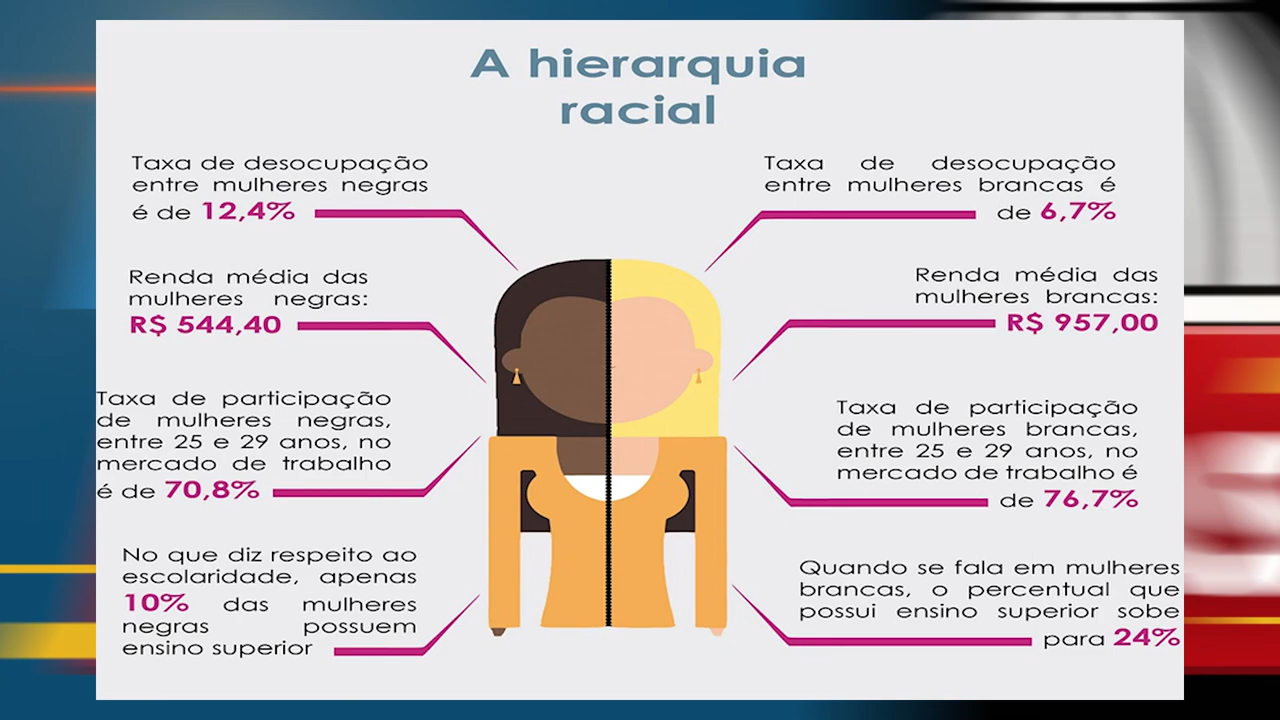 A hierarquia
racial
Taxa de desocupação
entre mulheres negras
é de 12,4%
Renda média das
mulheres negras:
R$ 544,40
Taxa de participação
de mulheres negras,
entre 25 e 29 anos, no
mercado de trabalho
é de 70,8%
No que diz respeito ao
escolaridade, apenas
10% das mulheres
negras possuem
ensino superior
Taxa de desocupação
entre mulheres brancas é
de 6,7%
Renda média das
mulheres brancas:
R$ 957,00
Taxa de participação
de mulheres brancas,
entre 25 e 29 anos, no
mercado de trabalho é
de 76,7%
Quando se fala em mulheres
brancas, o percentual que
possui ensino superior sobe
para 24%